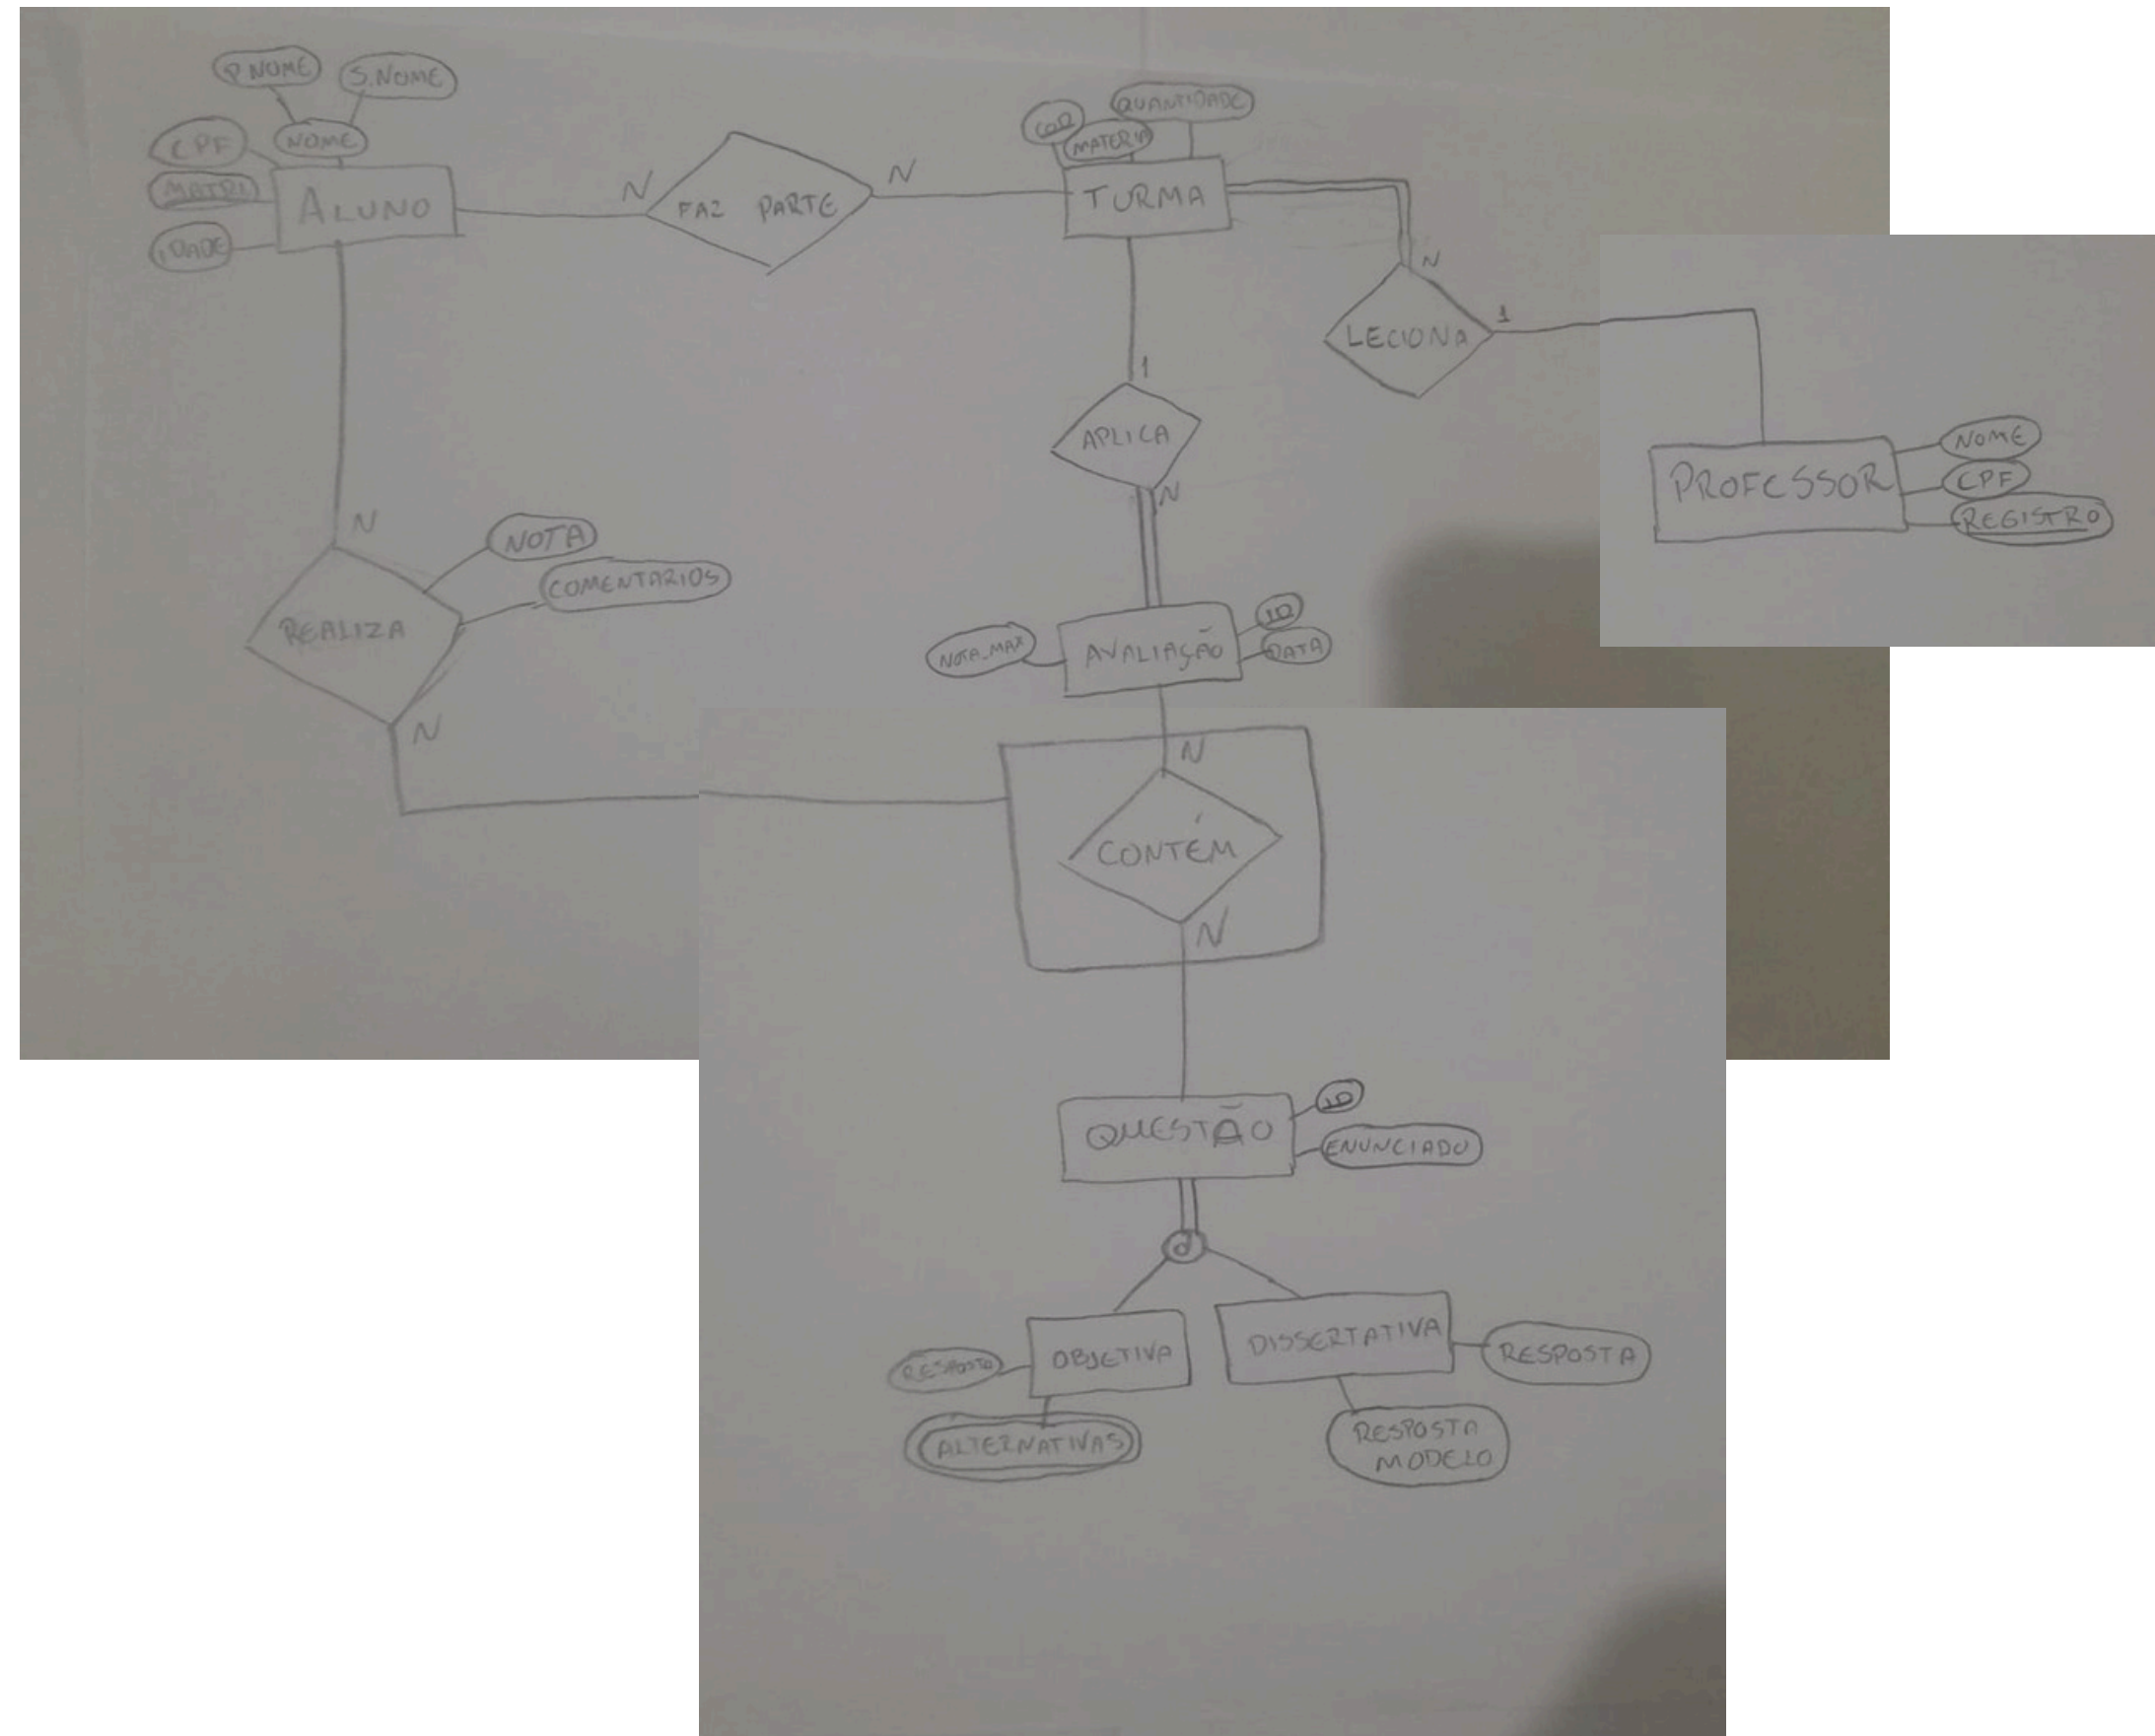 P.NOME
S.NOME
CPF
NOME
MATRI
IDADE
ALUNO
N
FAZ PARTE
N
COD
MATERIA
QUANTIDADE
TURMA
N
LECIONA
1
PROFESSOR
NOME
CPF
REGISTRO
1
APLICA
N
N
REALIZA
N
NOTA
COMENTARIOS
NOTA_MAX
AVALIAÇÃO
ID
DATA
N
CONTÉM
N
QUESTÃO
ID
ENUNCIADO
d
OBJETIVA
RESPOSTA
ALTERNATIVAS
DISSERTATIVA
RESPOSTA
RESPOSTA
MODELO